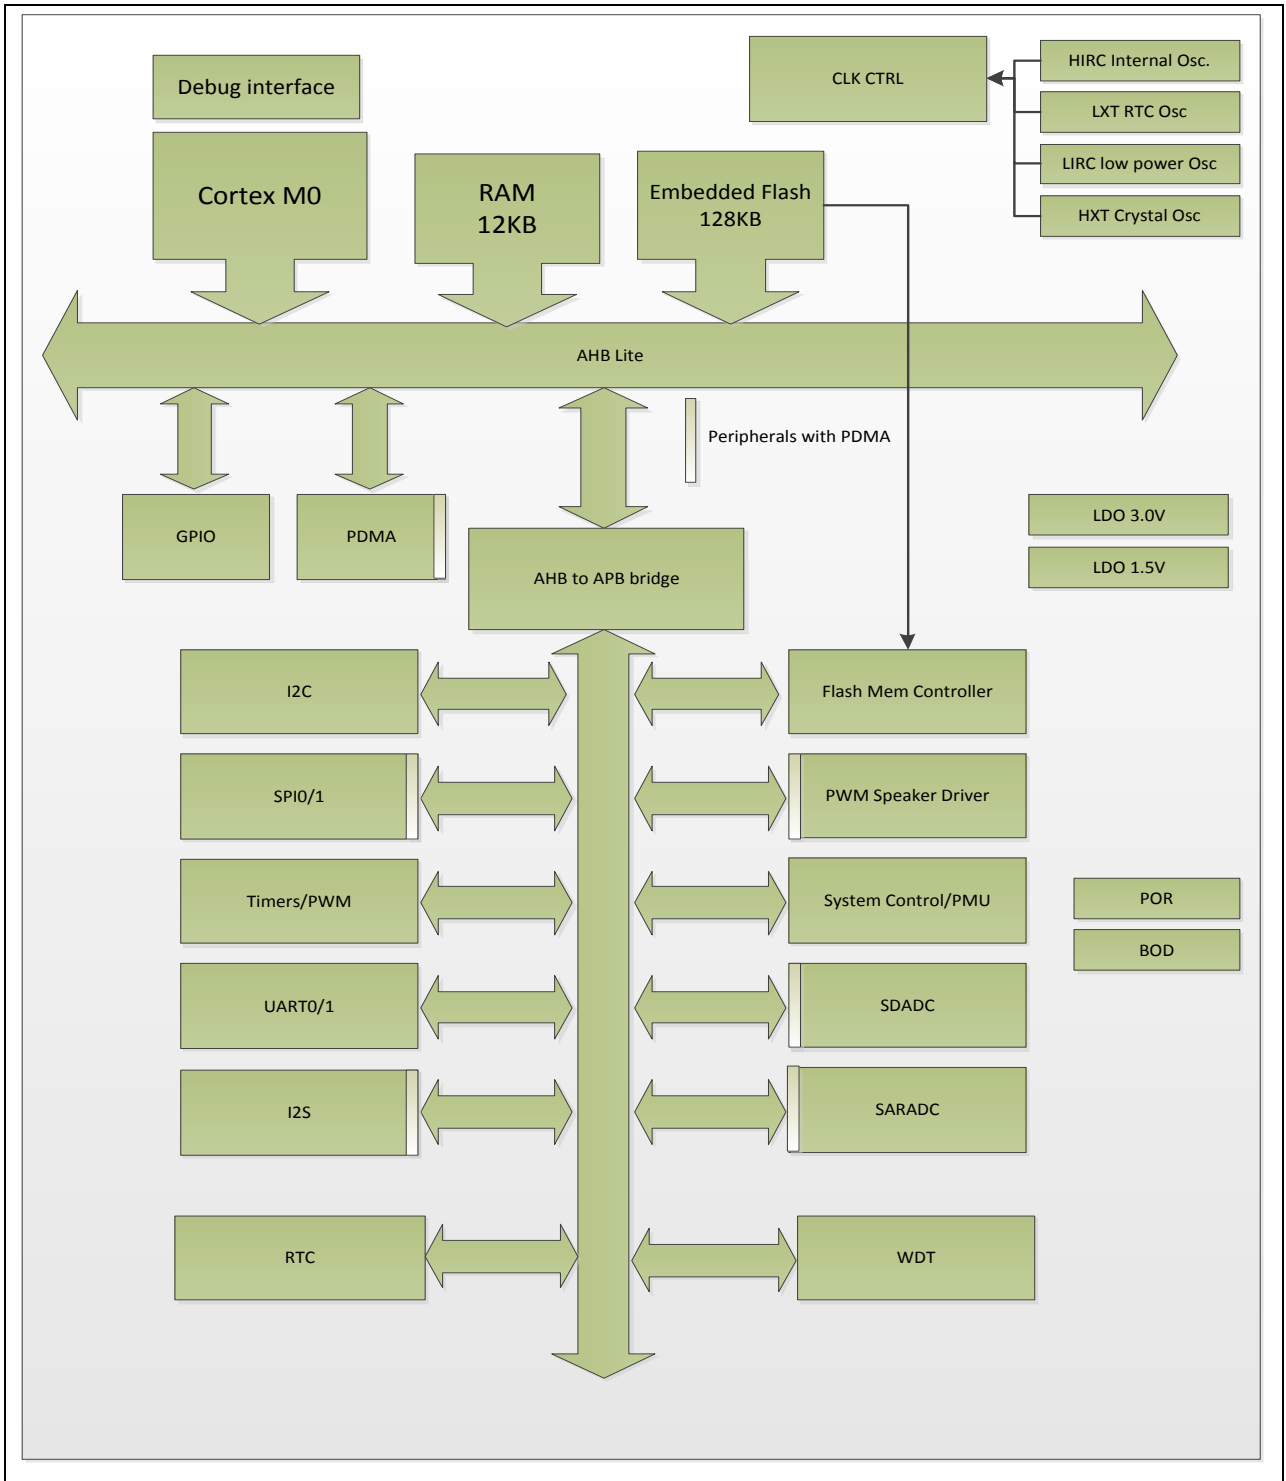 Debug interface
CLK CTRL
HIRC Internal Osc.
LXT RTC Osc
LIRC low power Osc
HXT Crystal Osc
Cortex M0
RAM
12KB
Embedded Flash
128KB
AHB Lite
Peripherals with PDMA
GPIO
PDMA
AHB to APB bridge
LDO 3.0V
LDO 1.5V
I2C
Flash Mem Controller
SPI0/1
PWM Speaker Driver
Timers/PWM
System Control/PMU
POR
BOD
UART0/1
SDADC
I2S
SARADC
RTC
WDT